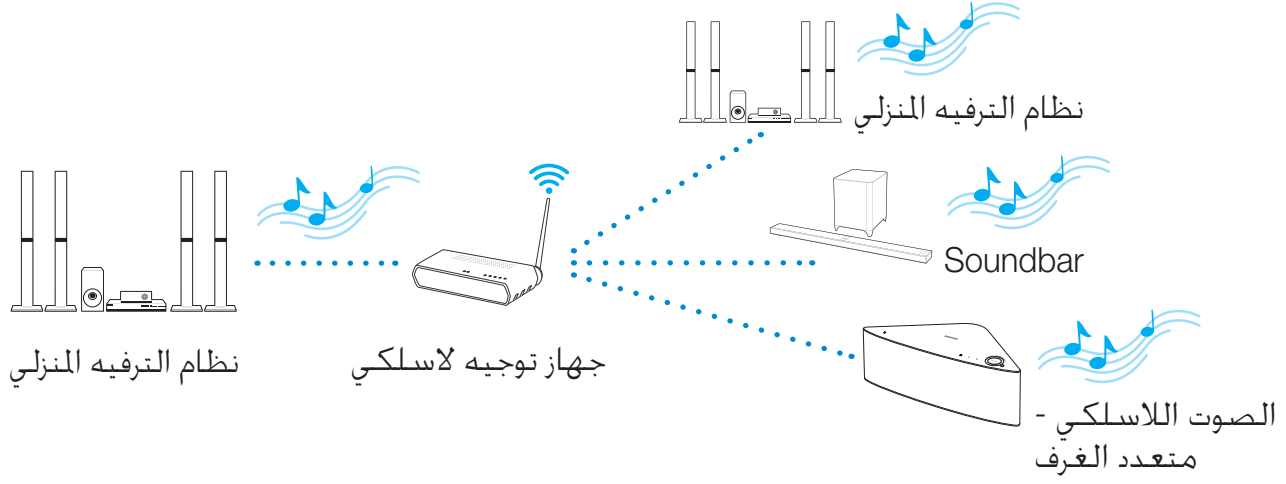 نظام الترفيه المنزلي
Soundbar
نظام الترفيه المنزلي
جهاز توجيه لاسلكي
الصوت اللاسلكي -
متعدد الغرف